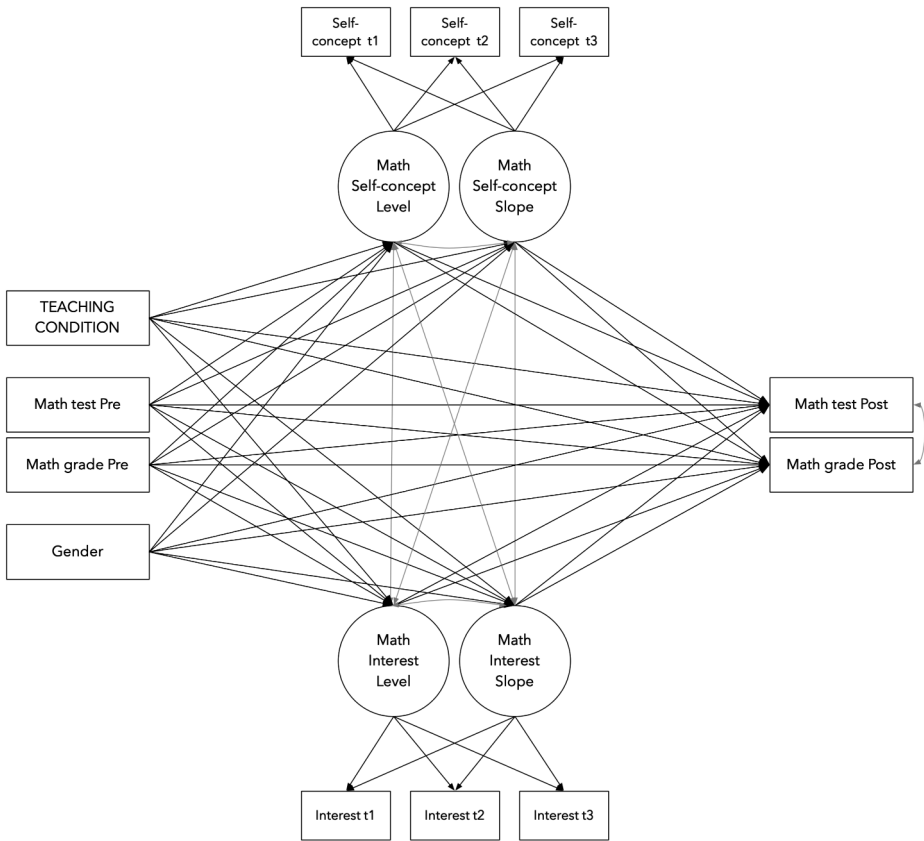 Self-
concept t1
Self-
concept t2
Self-
concept t3
Math
Self-concept
Level
Math
Self-concept
Slope
TEACHING
CONDITION
Math test Pre
Math grade Pre
Gender
Math test Post
Math grade Post
Math
Interest
Level
Math
Interest
Slope
Interest t1
Interest t2
Interest t3